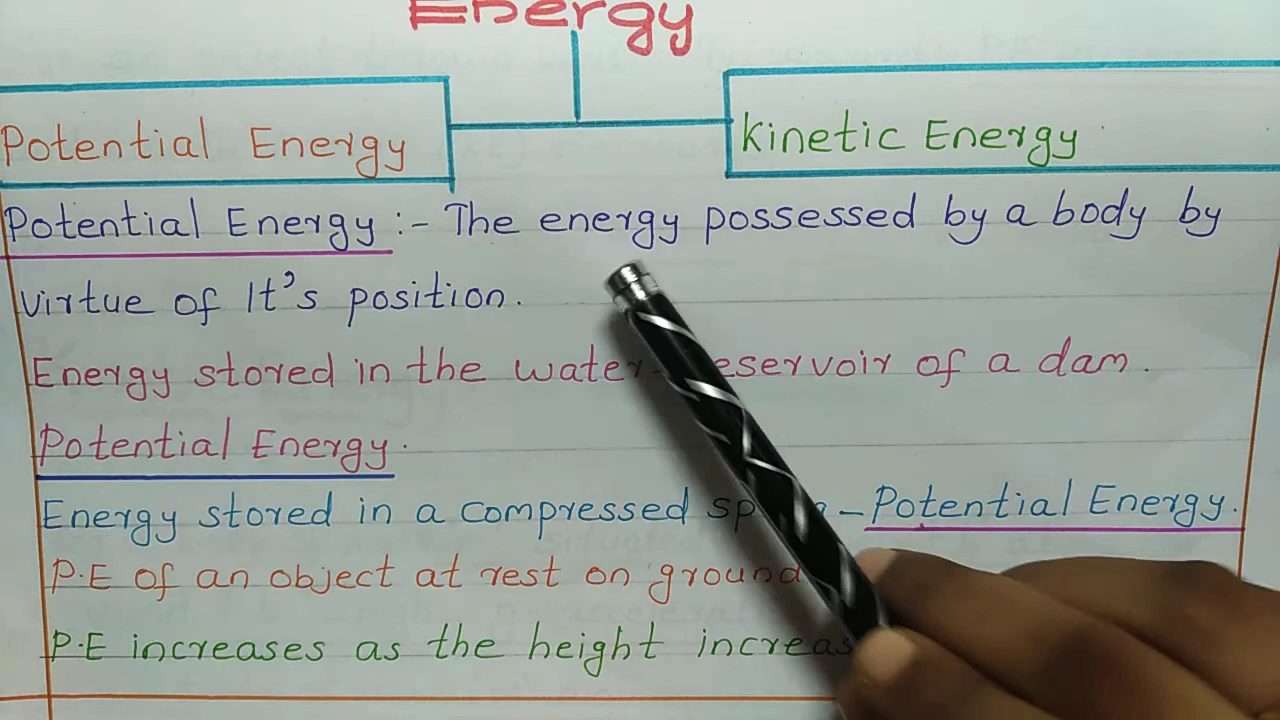 Energy
Potential Energy
Kinetic Energy
Potential Energy :- The energy possessed by a body by
virtue of It's position.
Energy stored in the water reservoir of a dam.
Potential Energy.
Energy stored in a compressed - Potential Energy.
P.E of an object at rest on ground
P.E increases as the height